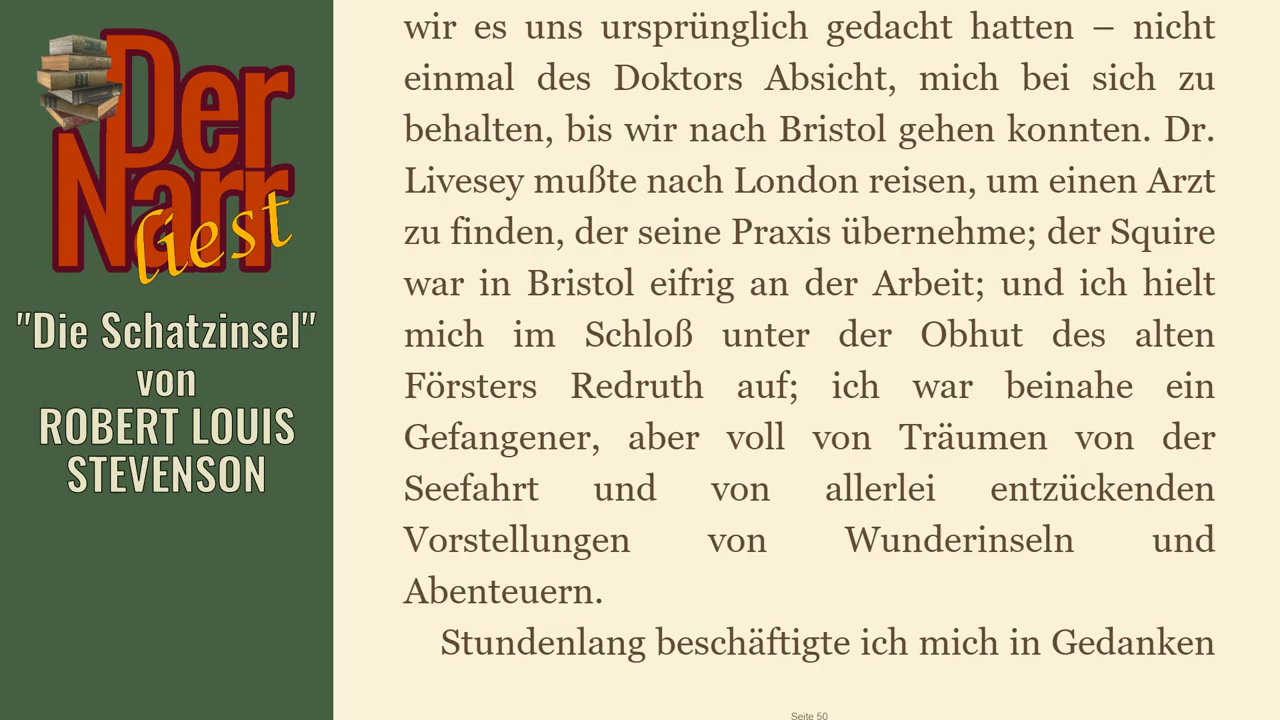 Der
Narr
liest
"Die Schatzinsel"
von
ROBERT LOUIS
STEVENSON
wir es uns ursprünglich gedacht hatten – nicht
einmal des Doktors Absicht, mich bei sich zu
behalten, bis wir nach Bristol gehen konnten. Dr.
Livesey mußte nach London reisen, um einen Arzt
zu finden, der seine Praxis übernehme; der Squire
war in Bristol eifrig an der Arbeit; und ich hielt
mich im Schloß unter der Obhut des alten
Försters Redruth auf; ich war beinahe ein
Gefangener, aber voll von Träumen von der
Seefahrt und von allerlei entzückenden
Vorstellungen von Wunderinseln und
Abenteuern.
Stundenlang beschäftigte ich mich in Gedanken
Seite 50